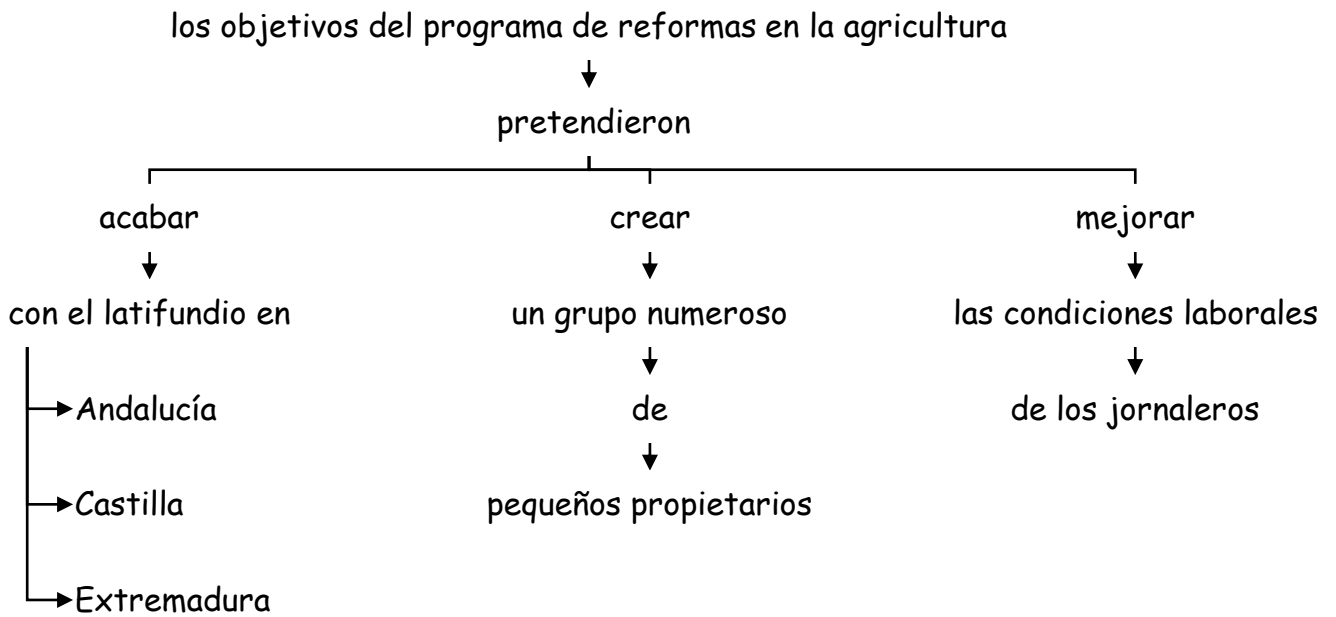 los objetivos del programa de reformas en la agricultura
pretendieron
acabar
con el latifundio en
Andalucía
Castilla
Extremadura
crear
un grupo numeroso
de
pequeños propietarios
mejorar
las condiciones laborales
de los jornaleros